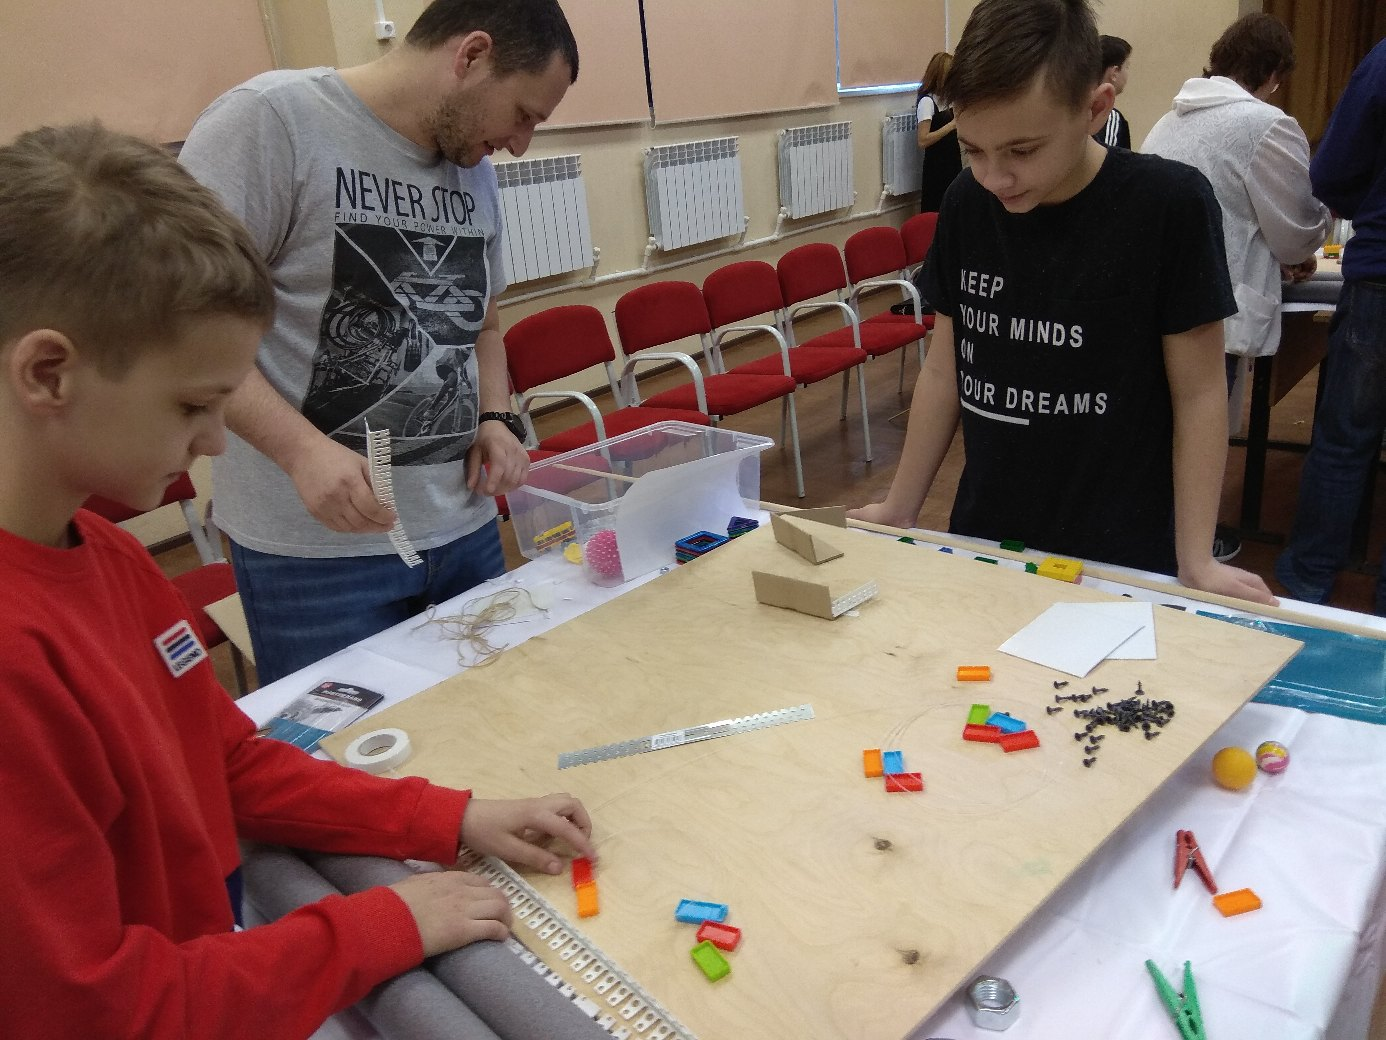 NEVER STOP
FIND YOUR POWER WITHIN
KEEP
YOUR MINDS
ON
YOUR DREAMS